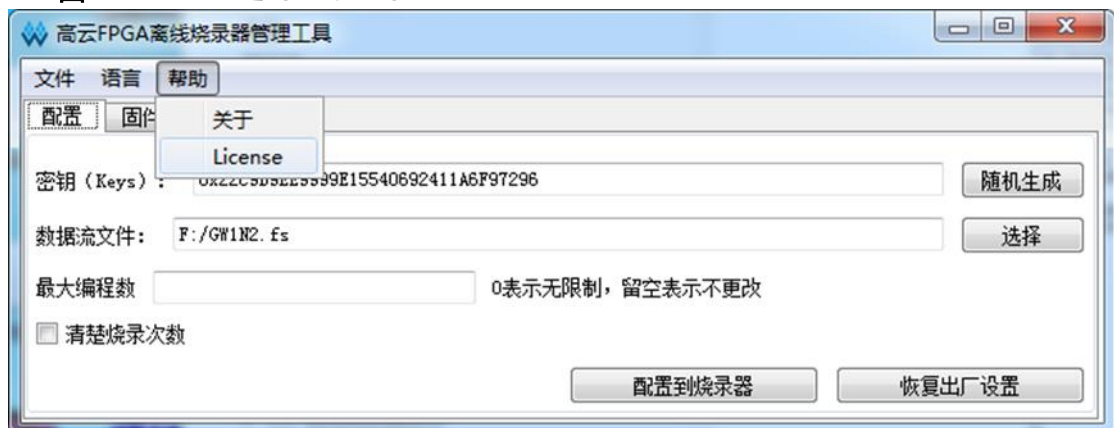 高云FPGA离线烧录器管理工具
文件 语言 帮助
配置
关于
License
密钥（Keys）：
随机生成
数据流文件： F:/GW1N2.fs 选择
最大编程数 0表示无限制，留空表示不更改
清楚烧录次数
配置到烧录器 恢复出厂设置